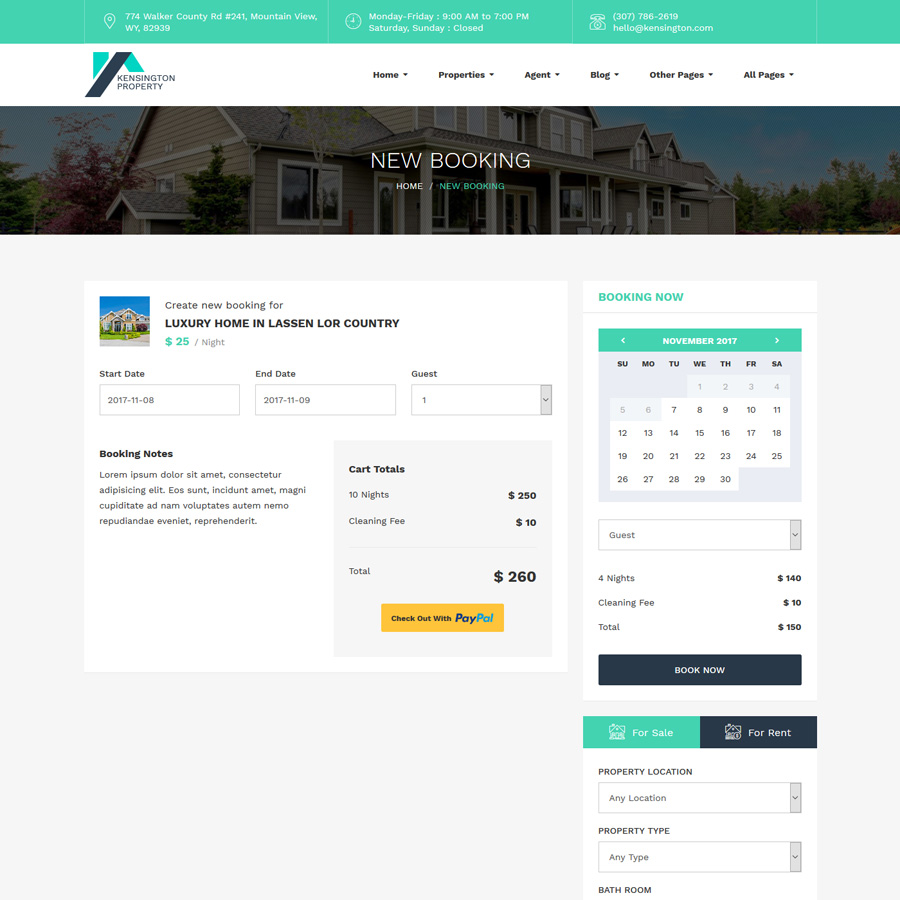 774 Walker County Rd #241, Mountain View,
WY, 82939
Monday-Friday : 9:00 AM to 7:00 PM
Saturday, Sunday : Closed
(307) 786-2619
hello@kensington.com
KENSINGTON
PROPERTY
Home Properties Agent Blog Other Pages All Pages
NEW BOOKING
HOME / NEW BOOKING
Create new booking for
LUXURY HOME IN LASSEN LOR COUNTRY
$ 25 / Night
Start Date End Date Guest
2017-11-08 2017-11-09 1
Booking Notes
Lorem ipsum dolor sit amet, consectetur
adipisicing elit. Eos sunt, incidunt amet, magni
cupiditate ad nam voluptates autem nemo
repudiandae eveniet, reprehenderit.
Cart Totals
10 Nights $ 250
Cleaning Fee $ 10
Total $ 260
Check Out With PayPal
BOOKING NOW
NOVEMBER 2017
SU MO TU WE TH FR SA
1 2 3 4
5 6 7 8 9 10 11
12 13 14 15 16 17 18
19 20 21 22 23 24 25
26 27 28 29 30
Guest
4 Nights $ 140
Cleaning Fee $ 10
Total $ 150
BOOK NOW
For Sale For Rent
PROPERTY LOCATION
Any Location
PROPERTY TYPE
Any Type
BATH ROOM